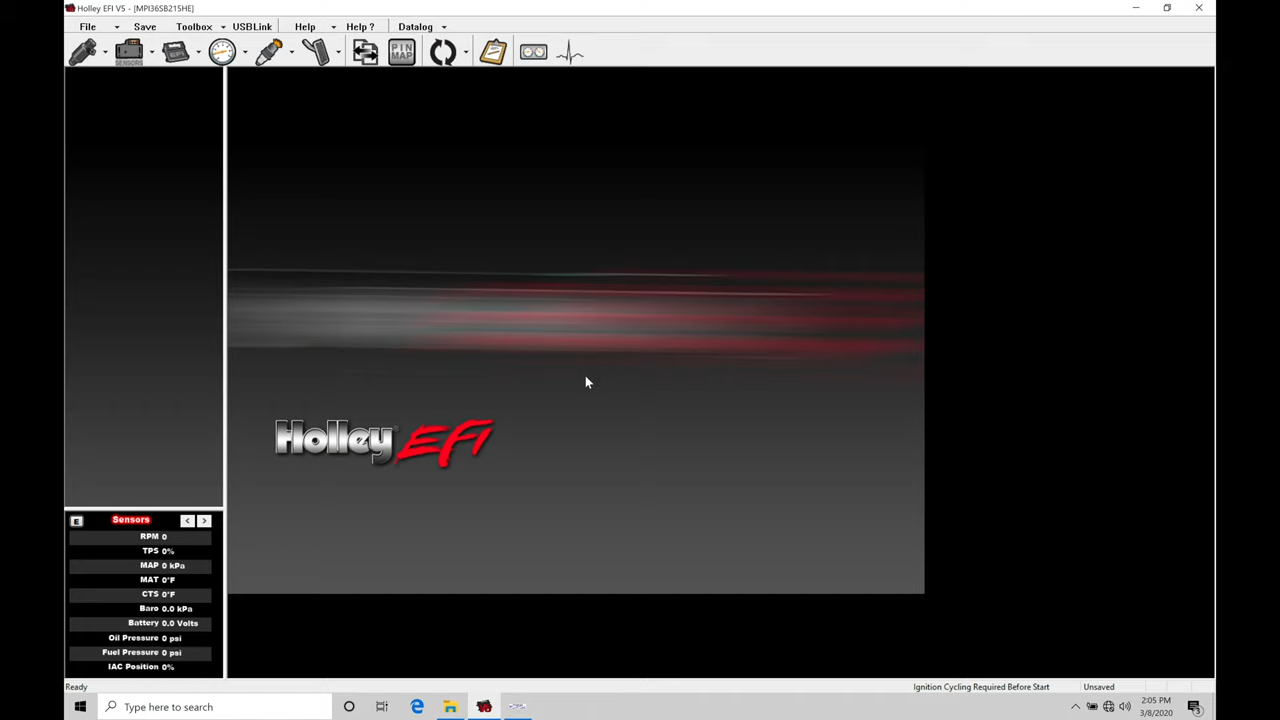 Holley EFI V5 - [MPI36SB215HE]
File Save Toolbox USBLink Help Help ? Datalog
SENSORS EFI PIN MAP
Holley EFI
E Sensors < >
RPM 0
TPS 0%
MAP 0 kPa
MAT 0°F
CTS 0°F
Baro 0.0 kPa
Battery 0.0 Volts
Oil Pressure 0 psi
Fuel Pressure 0 psi
IAC Position 0%
Ready Ignition Cycling Required Before Start Unsaved
Type here to search
2:05 PM
3/8/2020
3